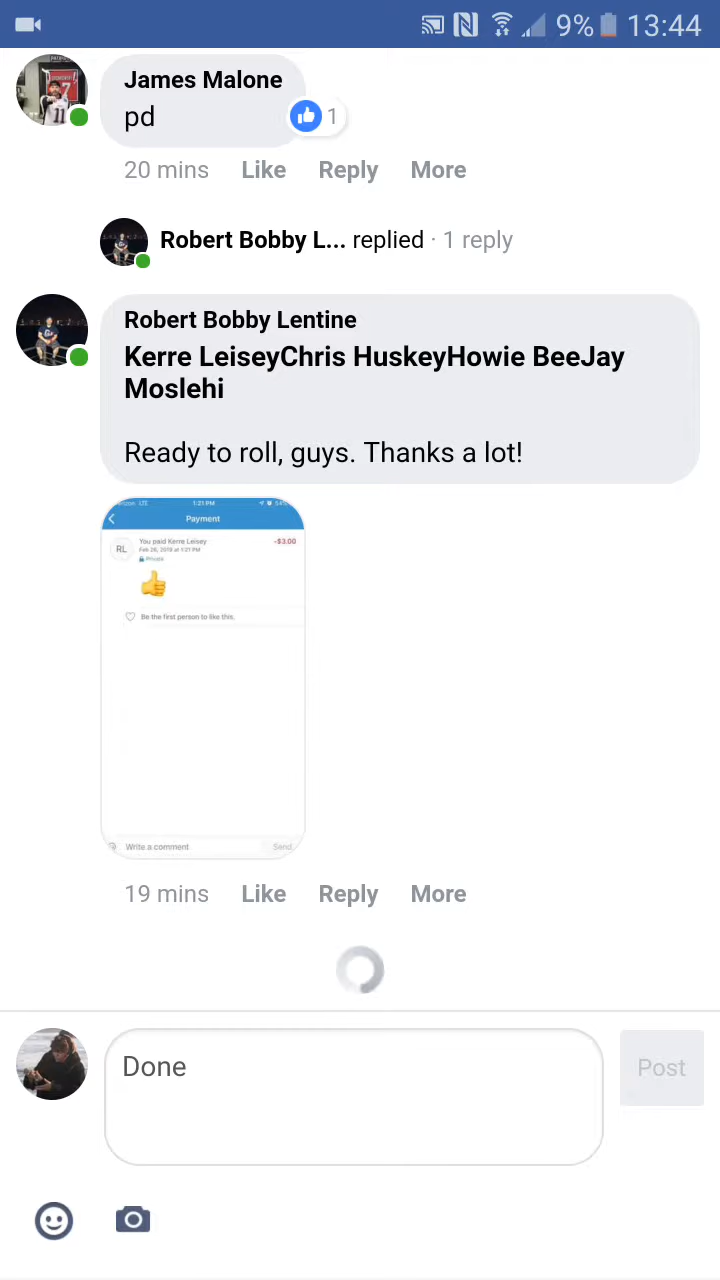 9% 13:44
James Malone
pd
1
20 mins Like Reply More
Robert Bobby L... replied · 1 reply
Robert Bobby Lentine
Kerre LeiseyChris HuskeyHowie BeeJay
Moslehi
Ready to roll, guys. Thanks a lot!
LTE 1:21 PM 54%
Payment
RL
You paid Kerre Leisey -$3.00
Feb 26, 2018 at 1:21 PM
Private
Be the first person to like this.
Write a comment Send
19 mins Like Reply More
Done
Post